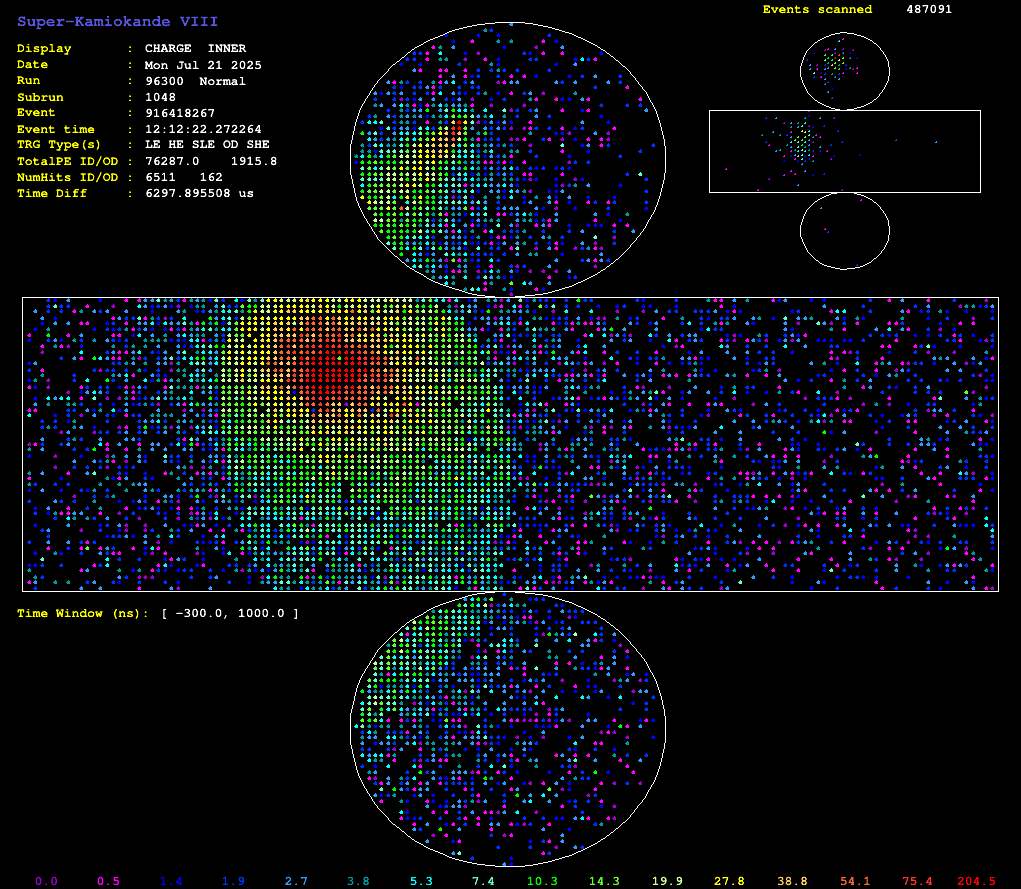 Super-Kamiokande VIII
Events scanned 487091
Display : CHARGE INNER
Date : Mon Jul 21 2025
Run : 96300 Normal
Subrun : 1048
Event : 916418267
Event time : 12:12:22.272264
TRG Type(s) : LE HE SLE OD SHE
TotalPE ID/OD : 76287.0 1915.8
NumHits ID/OD : 6511 162
Time Diff : 6297.895508 us
Time Window (ns): [ -300.0, 1000.0 ]
0.0 0.5 1.4 1.9 2.7 3.8 5.3 7.4 10.3 14.3 19.9 27.8 38.8 54.1 75.4 204.5